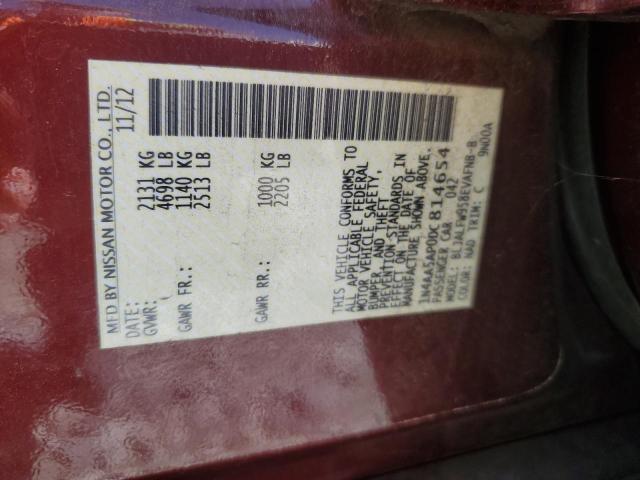 MFD BY NISSAN MOTOR CO., LTD.
DATE: 11/12
GVWR: 2131 KG
4698 LB
GAWR FR.: 1140 KG
2513 LB
GAWR RR.: 1000 KG
2205 LB
THIS VEHICLE CONFORMS TO
ALL APPLICABLE FEDERAL
MOTOR VEHICLE SAFETY,
BUMPER, AND THEFT
PREVENTION STANDARDS IN
EFFECT ON THE DATE OF
MANUFACTURE SHOWN ABOVE.
1N4AA5AP0DC814654
PASSENGER CAR 042
MODEL: BLJALFW958EVAFNB-B
COLOR: NAD TRIM: C 9N00A